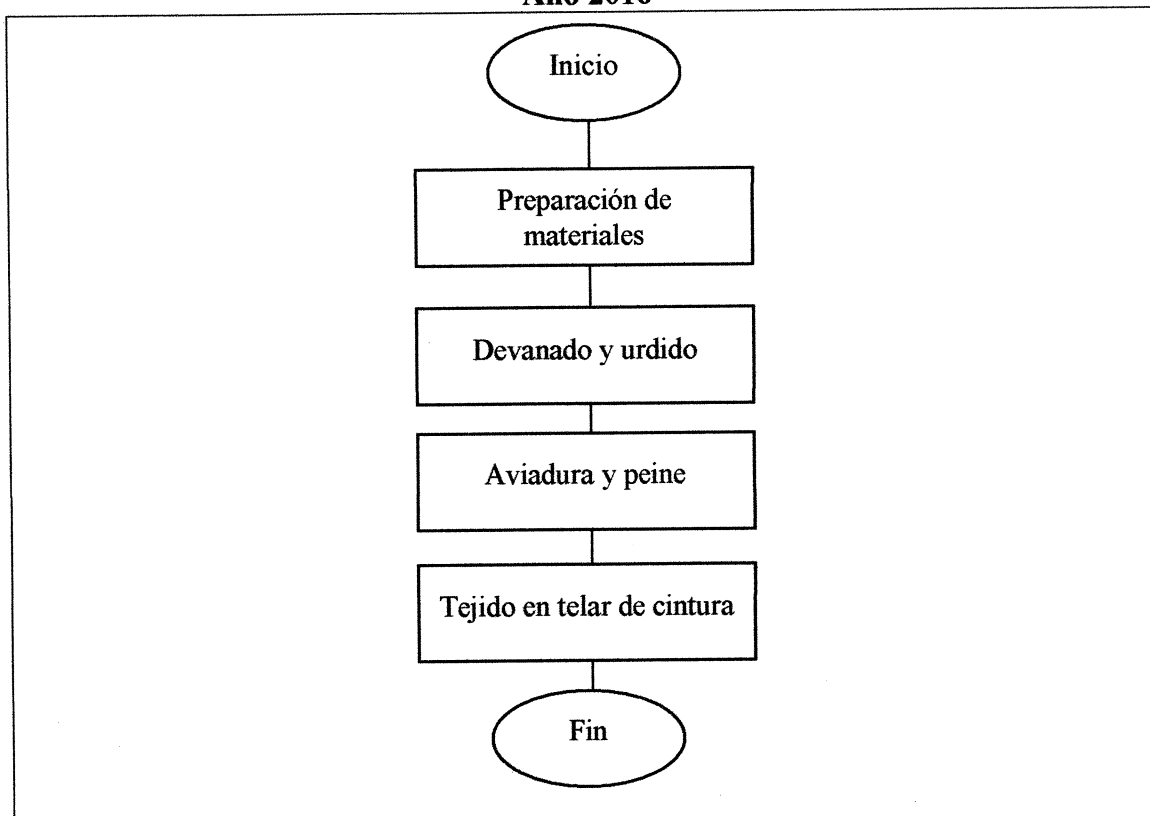 Inicio
Preparación de
materiales
Devanado y urdido
Aviadura y peine
Tejido en telar de cintura
Fin